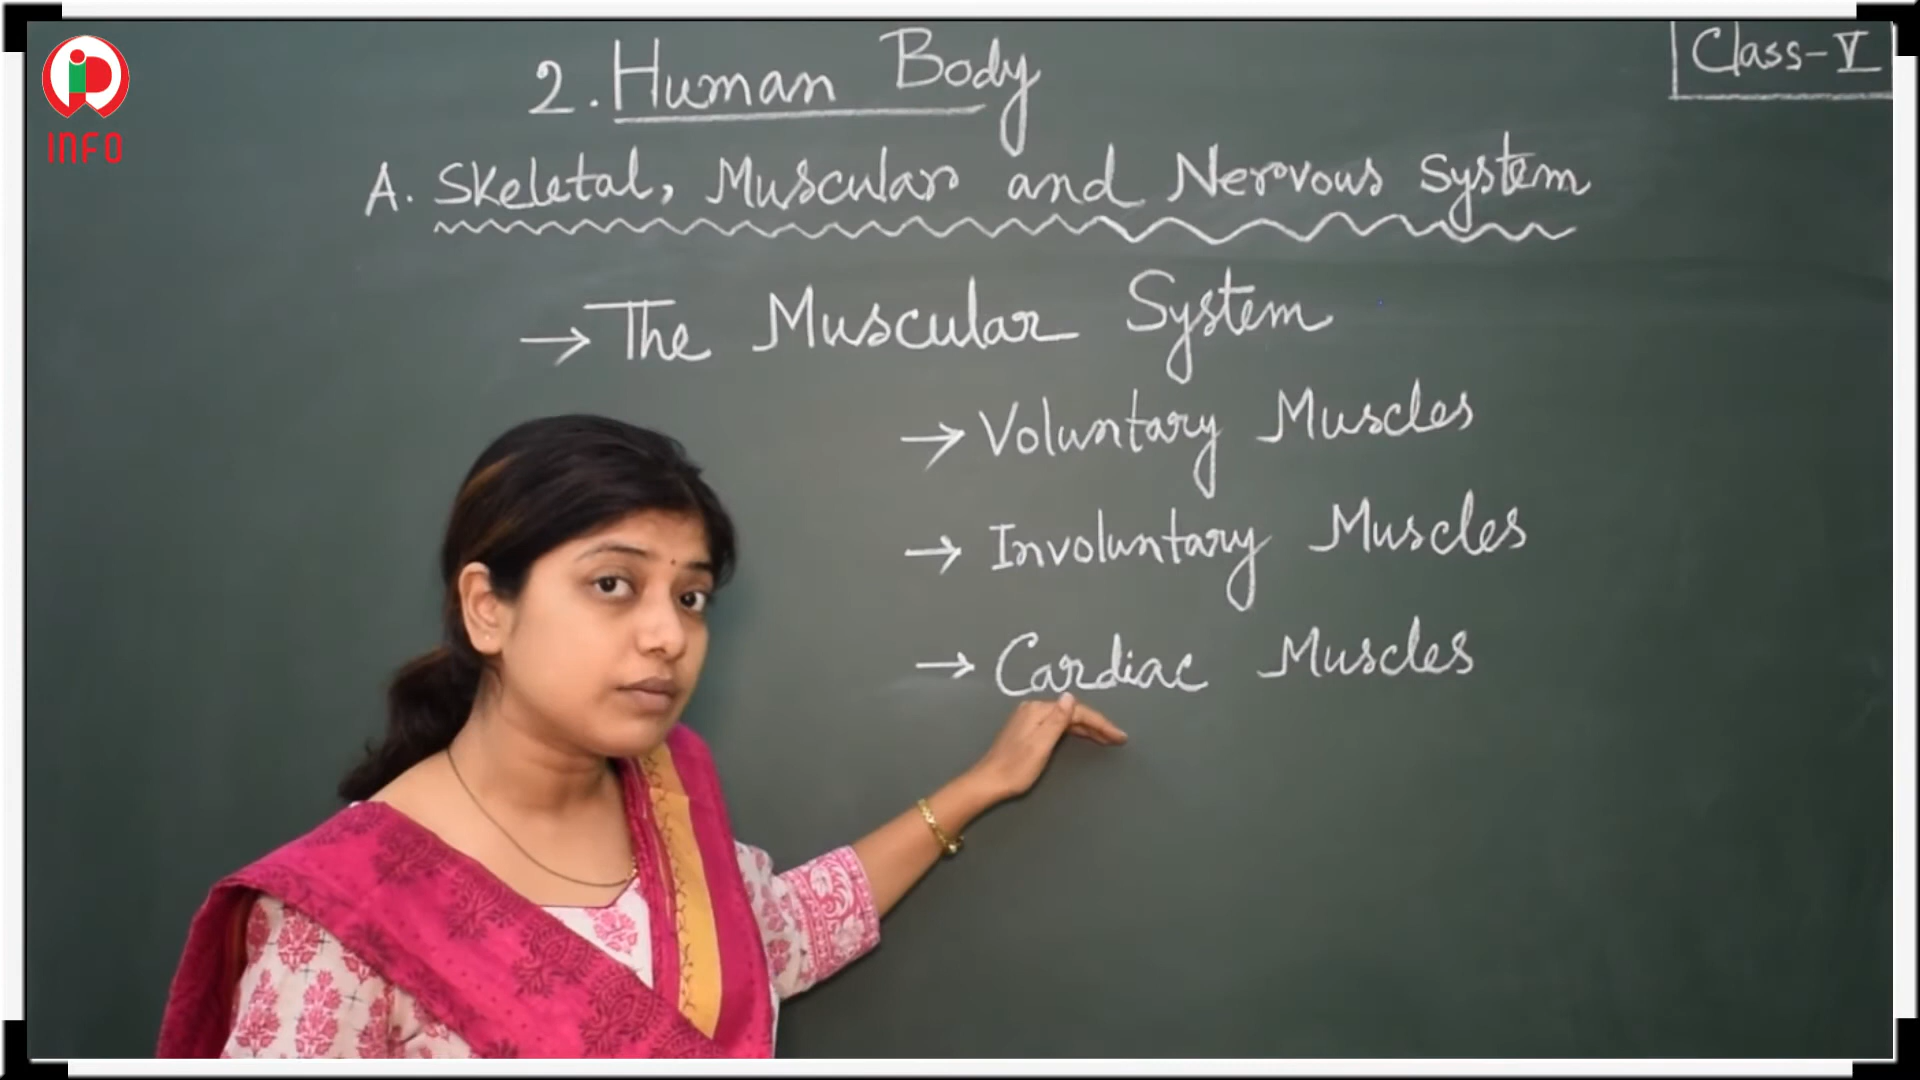 INFO
2. Human Body
Class-V
A. Skeletal, Muscular and Nervous System
→ The Muscular System
→ Voluntary Muscles
→ Involuntary Muscles
→ Cardiac Muscles